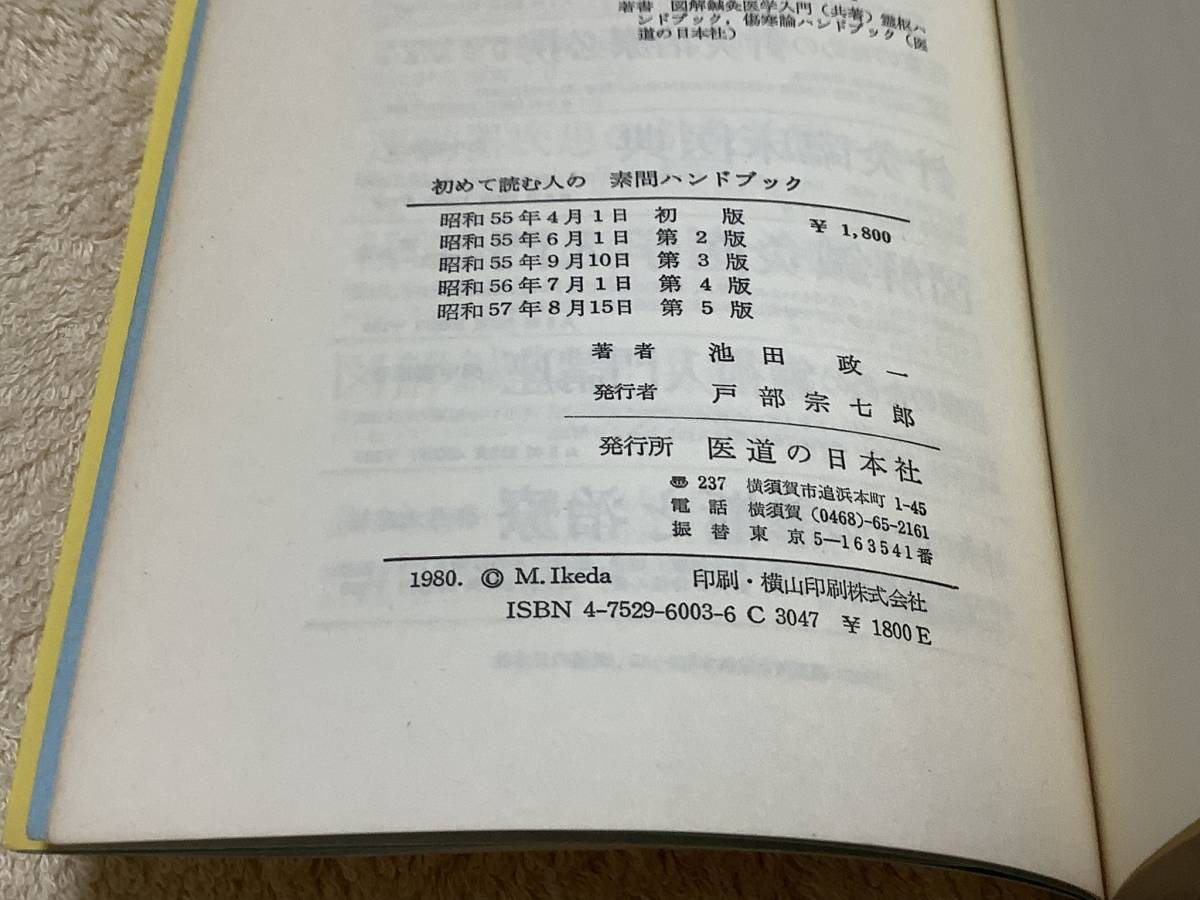 著書 図解鍼灸医学入門(共著)霊枢ハ
ンドブック,傷寒論ハンドブック(医
道の日本社)
初めて読む人の 素問ハンドブック
昭和55年4月1日 初 版 ¥1,800
昭和55年6月1日 第2版
昭和55年9月10日 第3版
昭和56年7月1日 第4版
昭和57年8月15日 第5版
著者 池田政一
発行者 戸部宗七郎
発行所 医道の日本社
〠237 横須賀市追浜本町 1-45
電話 横須賀(0468)-65-2161
振替 東京5―163541番
1980. © M. Ikeda 印刷・横山印刷株式会社
ISBN 4-7529-6003-6 C 3047 ¥1800E